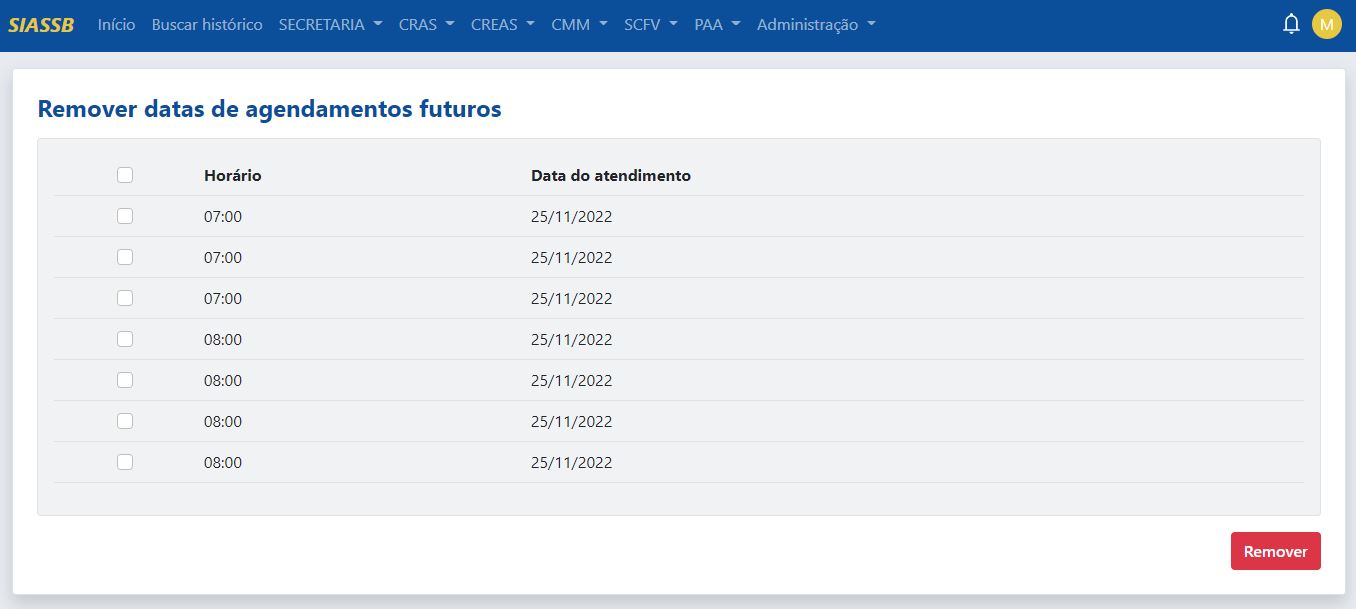 SIASSB Início Buscar histórico SECRETARIA CRAS CREAS CMM SCFV PAA Administração M
Remover datas de agendamentos futuros
Horário Data do atendimento
07:00 25/11/2022
07:00 25/11/2022
07:00 25/11/2022
08:00 25/11/2022
08:00 25/11/2022
08:00 25/11/2022
08:00 25/11/2022
Remover